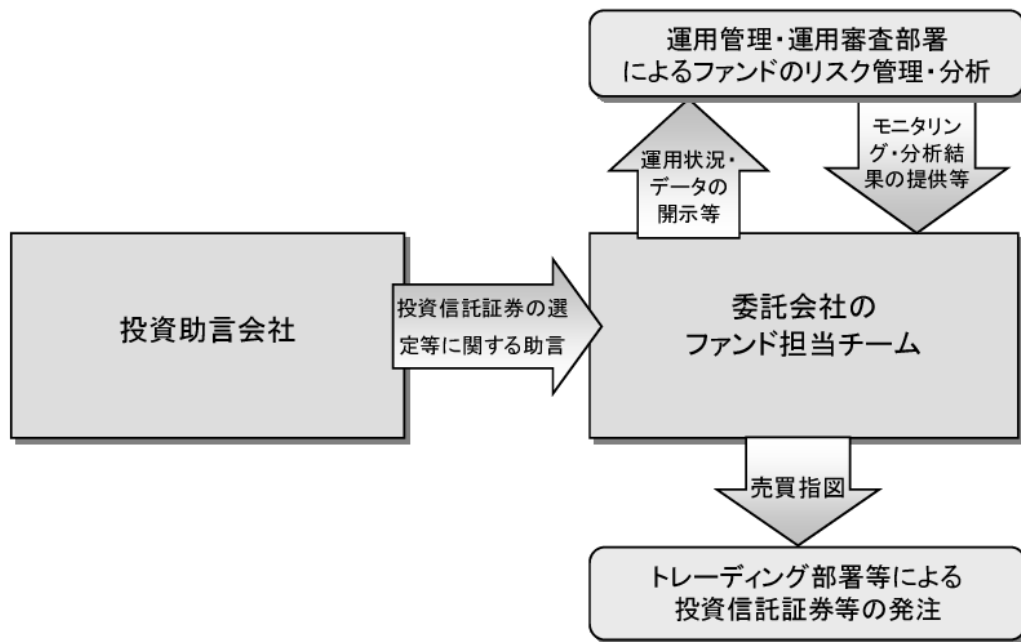 運用管理・運用審査部署
によるファンドのリスク管理・分析
運用状況・
データの
開示等
モニタリン
グ・分析結
果の提供等
投資助言会社
投資信託証券の選
定等に関する助言
委託会社の
ファンド担当チーム
売買指図
トレーディング部署等による
投資信託証券等の発注